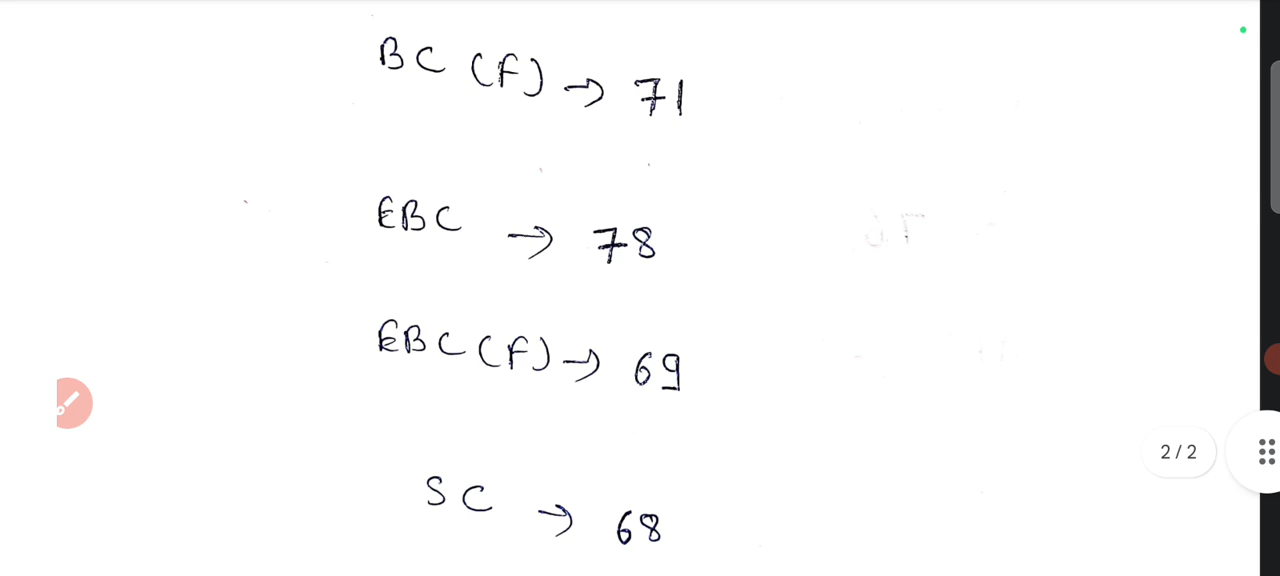 BC (F) → 71
EBC → 78
EBC (F) → 69
2 / 2
SC → 68